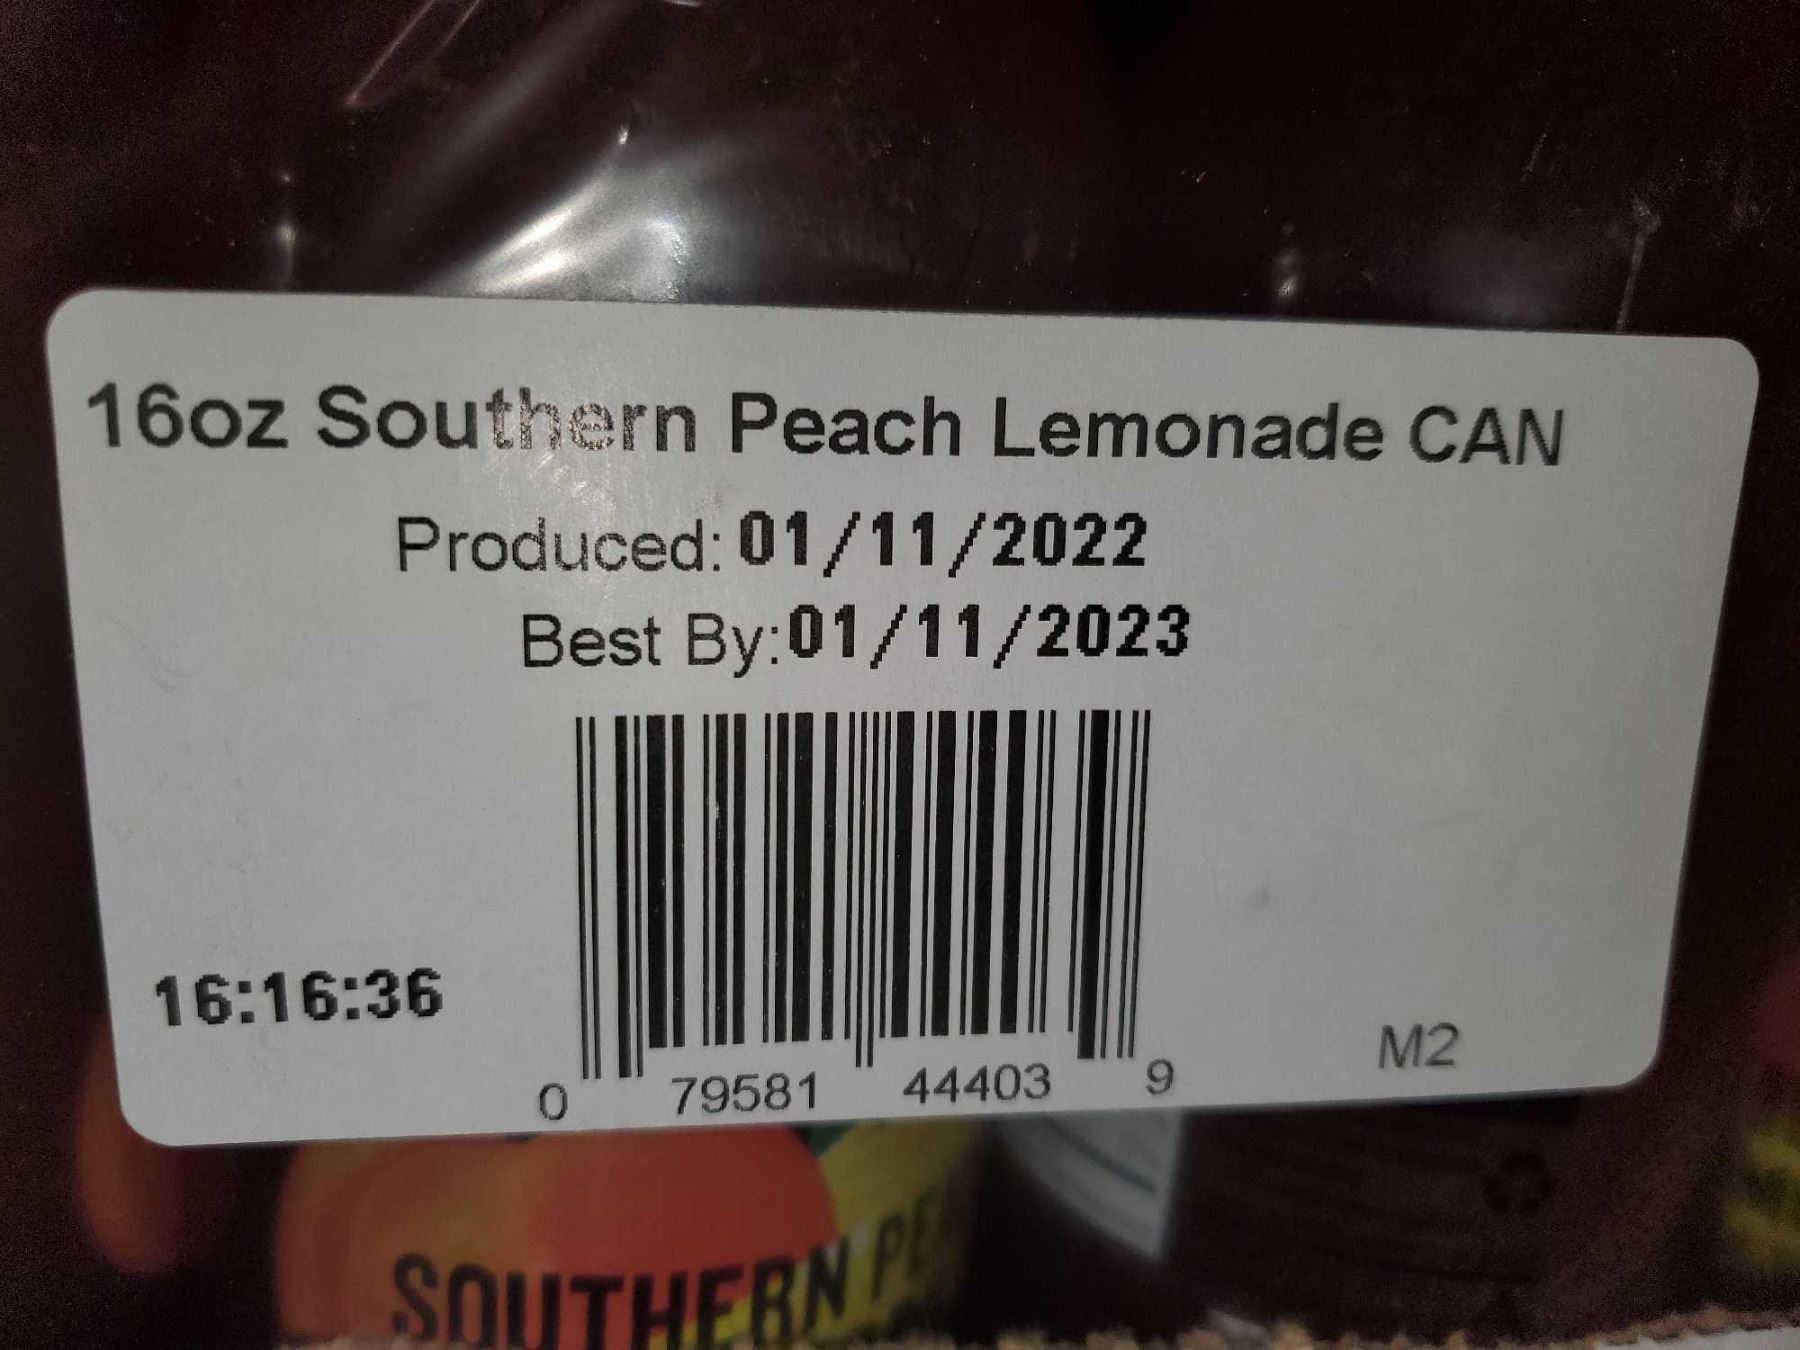 16oz Southern Peach Lemonade CAN
Produced: 01/11/2022
Best By:01/11/2023
16:16:36
0 79581 44403 9
M2
SOUTHERN PE